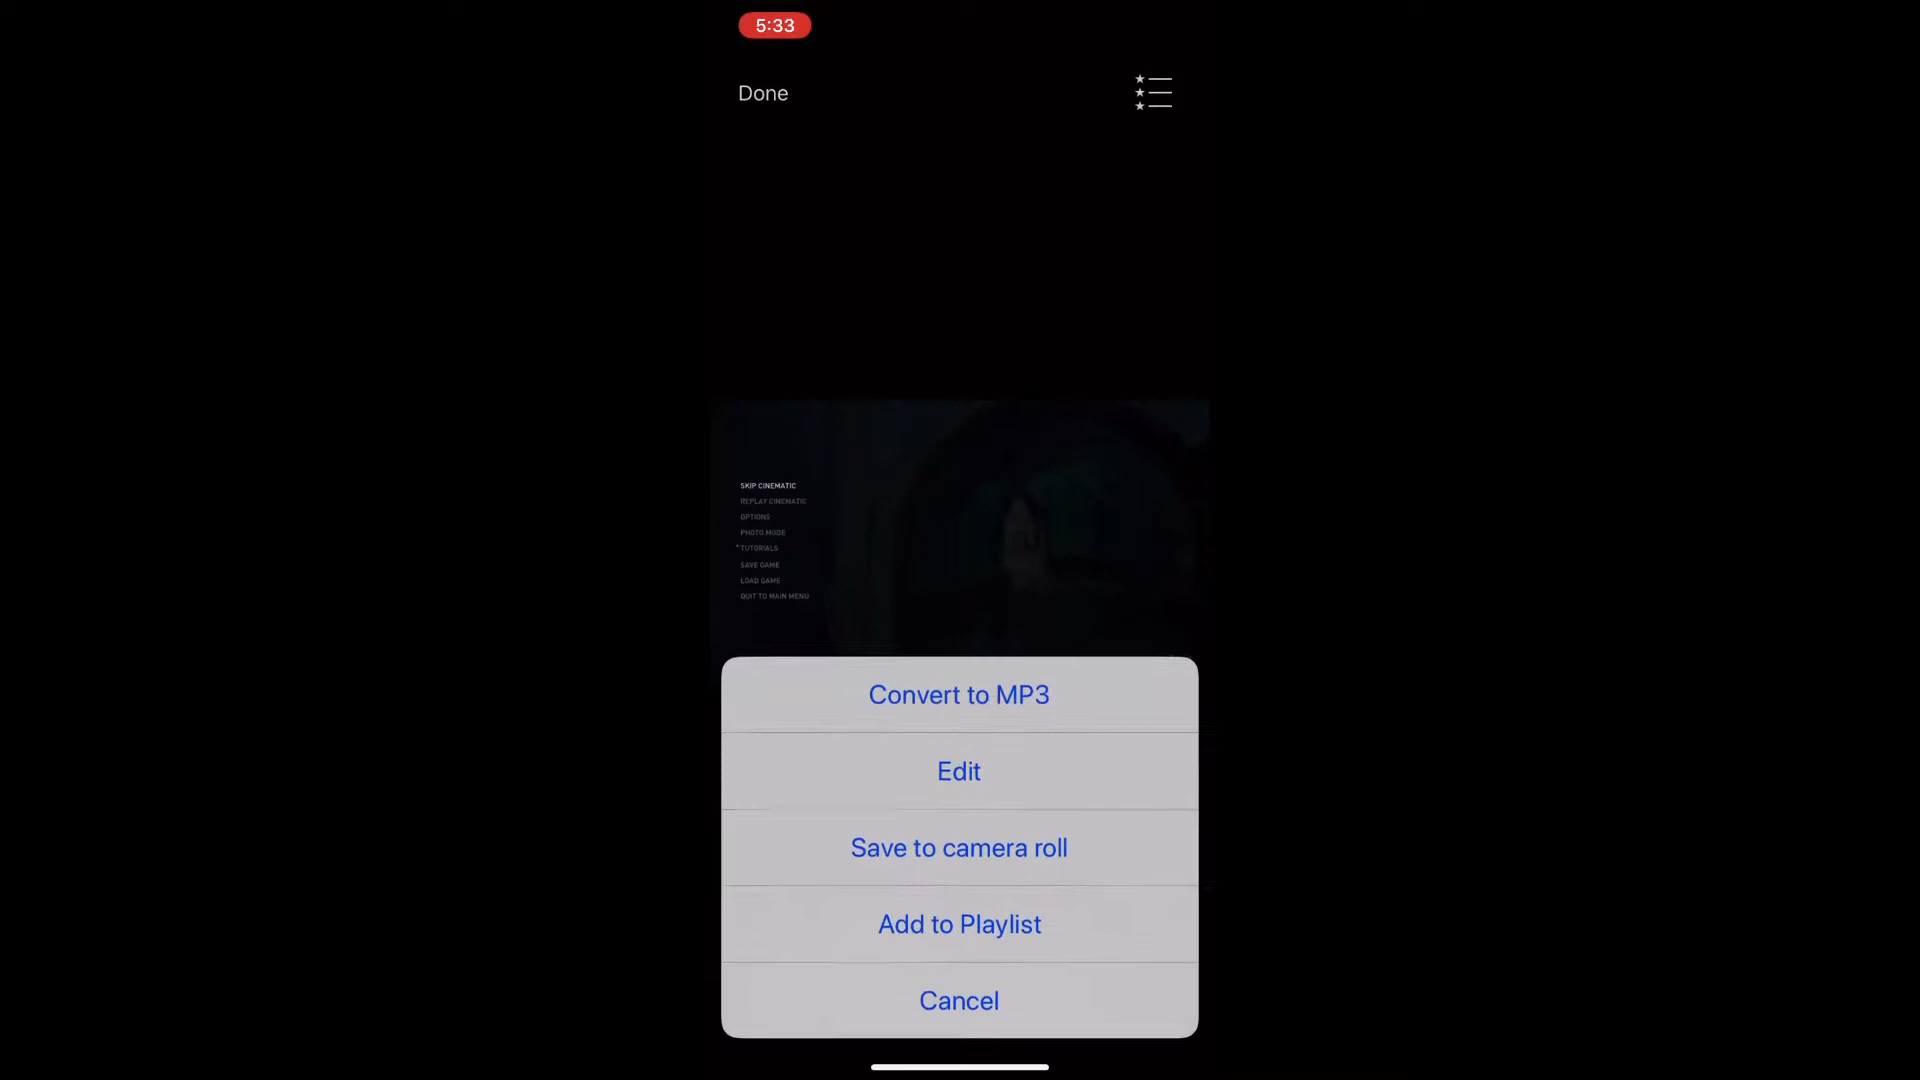 5:33
Done
SKIP CINEMATIC
REPLAY CINEMATIC
OPTIONS
PHOTO MODE
TUTORIALS
SAVE GAME
LOAD GAME
QUIT TO MAIN MENU
Convert to MP3
Edit
Save to camera roll
Add to Playlist
Cancel